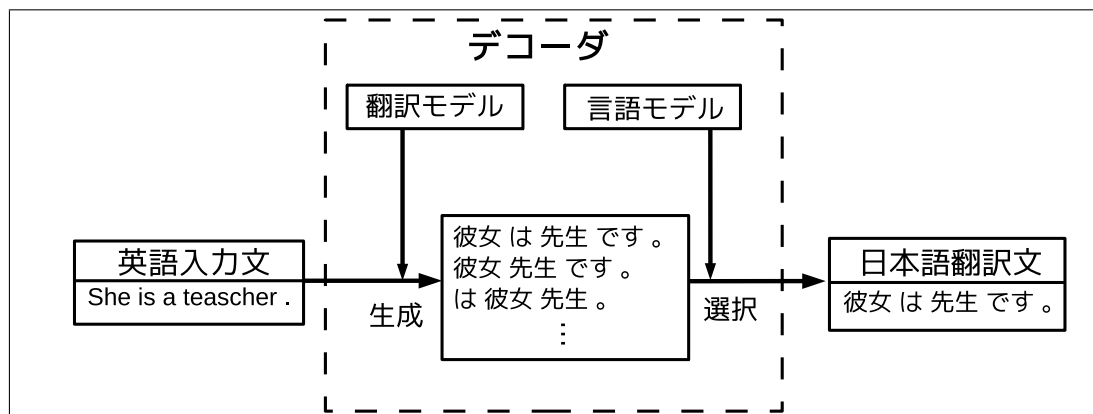 デコーダ
翻訳モデル
言語モデル
英語入力文
She is a teascher .
生成
彼女 は 先生 です 。
彼女 先生 です 。
は 彼女 先生 。
⋮
選択
日本語翻訳文
彼女 は 先生 です 。